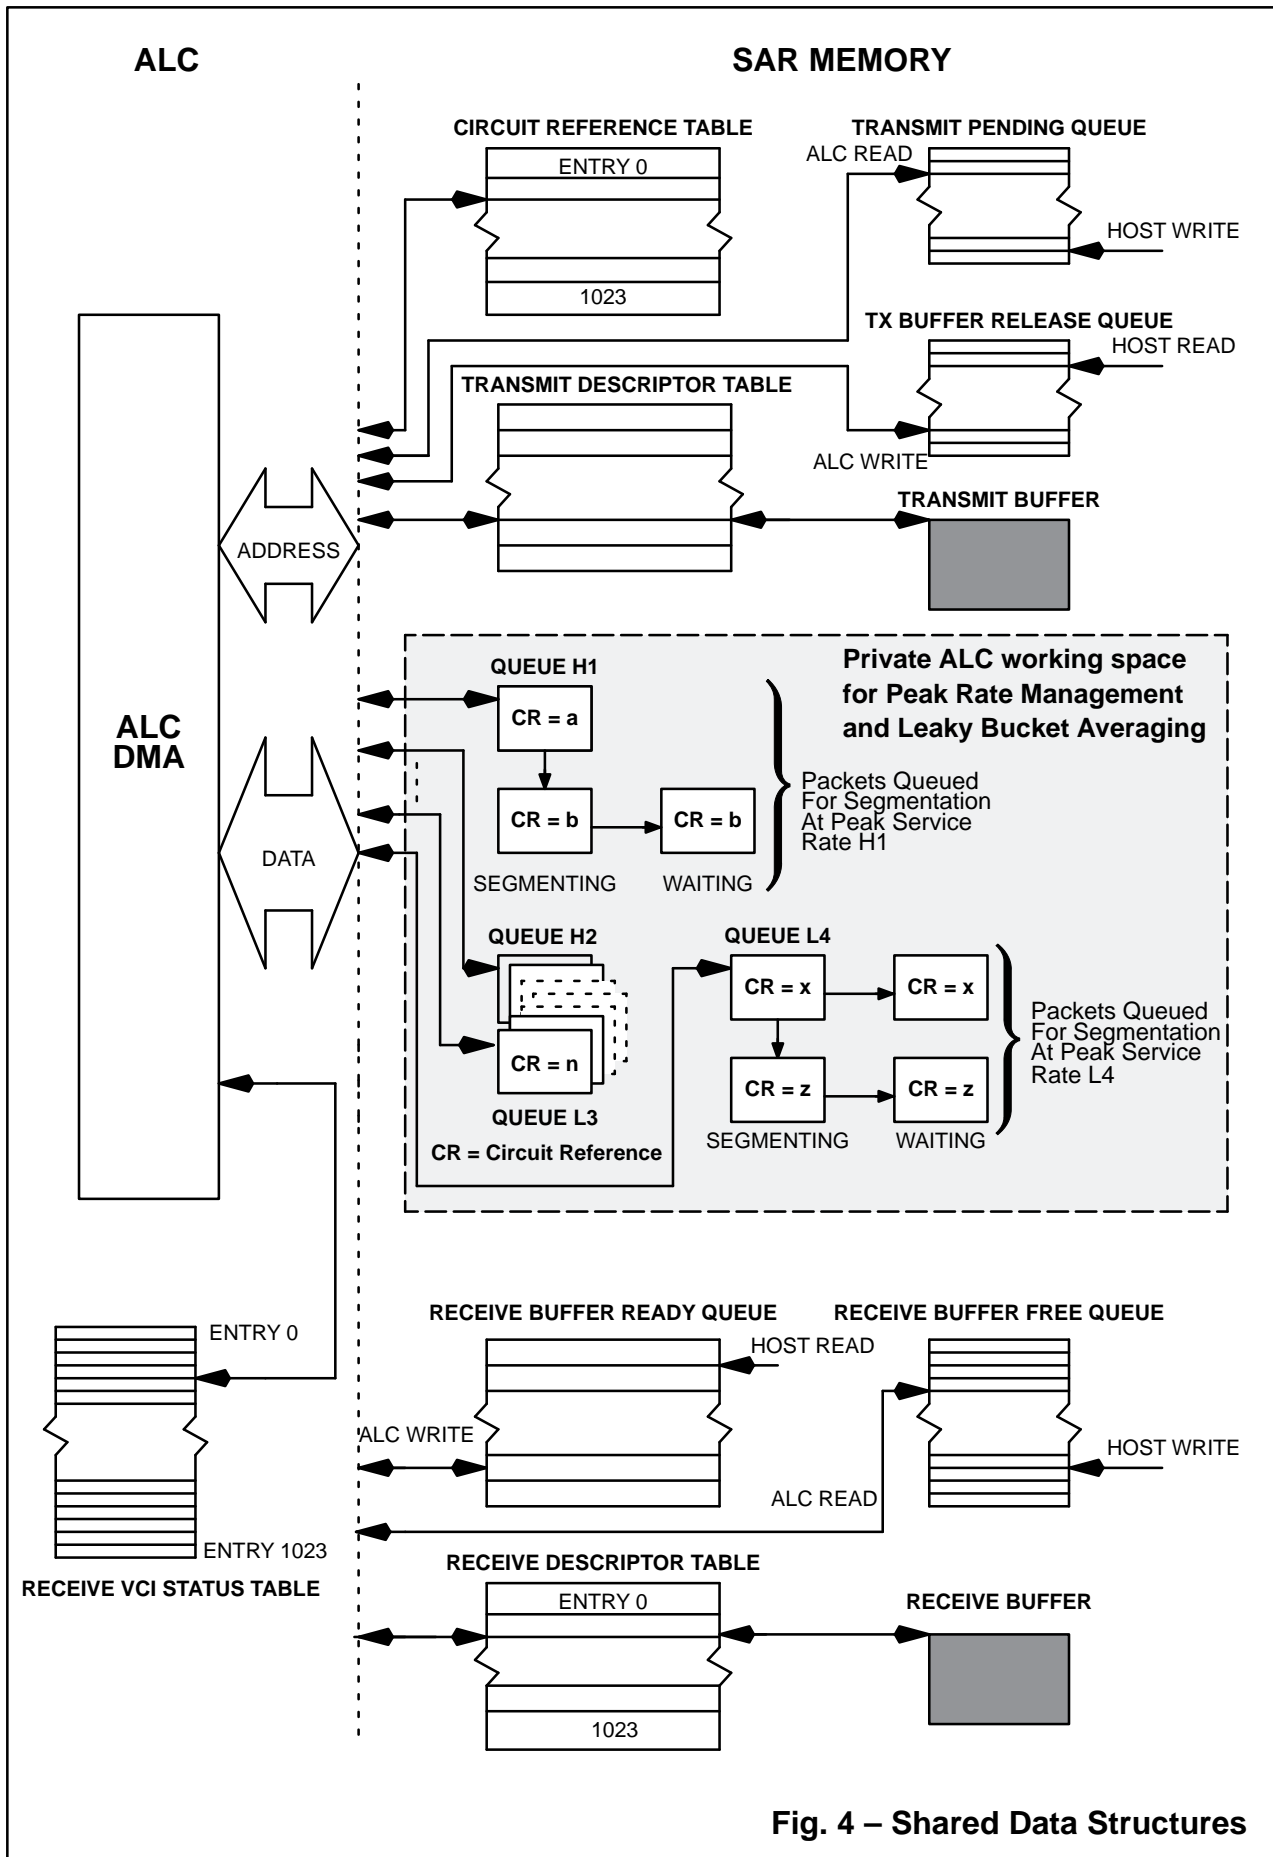 ALC
SAR MEMORY
CIRCUIT REFERENCE TABLE
ENTRY 0
1023
TRANSMIT PENDING QUEUE
ALC READ
HOST WRITE
TX BUFFER RELEASE QUEUE
HOST READ
ALC WRITE
TRANSMIT DESCRIPTOR TABLE
TRANSMIT BUFFER
ADDRESS
ALC
DMA
DATA
Private ALC working space
for Peak Rate Management
and Leaky Bucket Averaging
QUEUE H1
CR = a
CR = b
CR = b
SEGMENTING
WAITING
Packets Queued
For Segmentation
At Peak Service
Rate H1
QUEUE H2
CR = n
QUEUE L3
CR = Circuit Reference
QUEUE L4
CR = x
CR = x
CR = z
CR = z
SEGMENTING
WAITING
Packets Queued
For Segmentation
At Peak Service
Rate L4
ENTRY 0
ENTRY 1023
RECEIVE VCI STATUS TABLE
RECEIVE BUFFER READY QUEUE
HOST READ
ALC WRITE
RECEIVE BUFFER FREE QUEUE
HOST WRITE
ALC READ
RECEIVE DESCRIPTOR TABLE
ENTRY 0
1023
RECEIVE BUFFER
Fig. 4 – Shared Data Structures